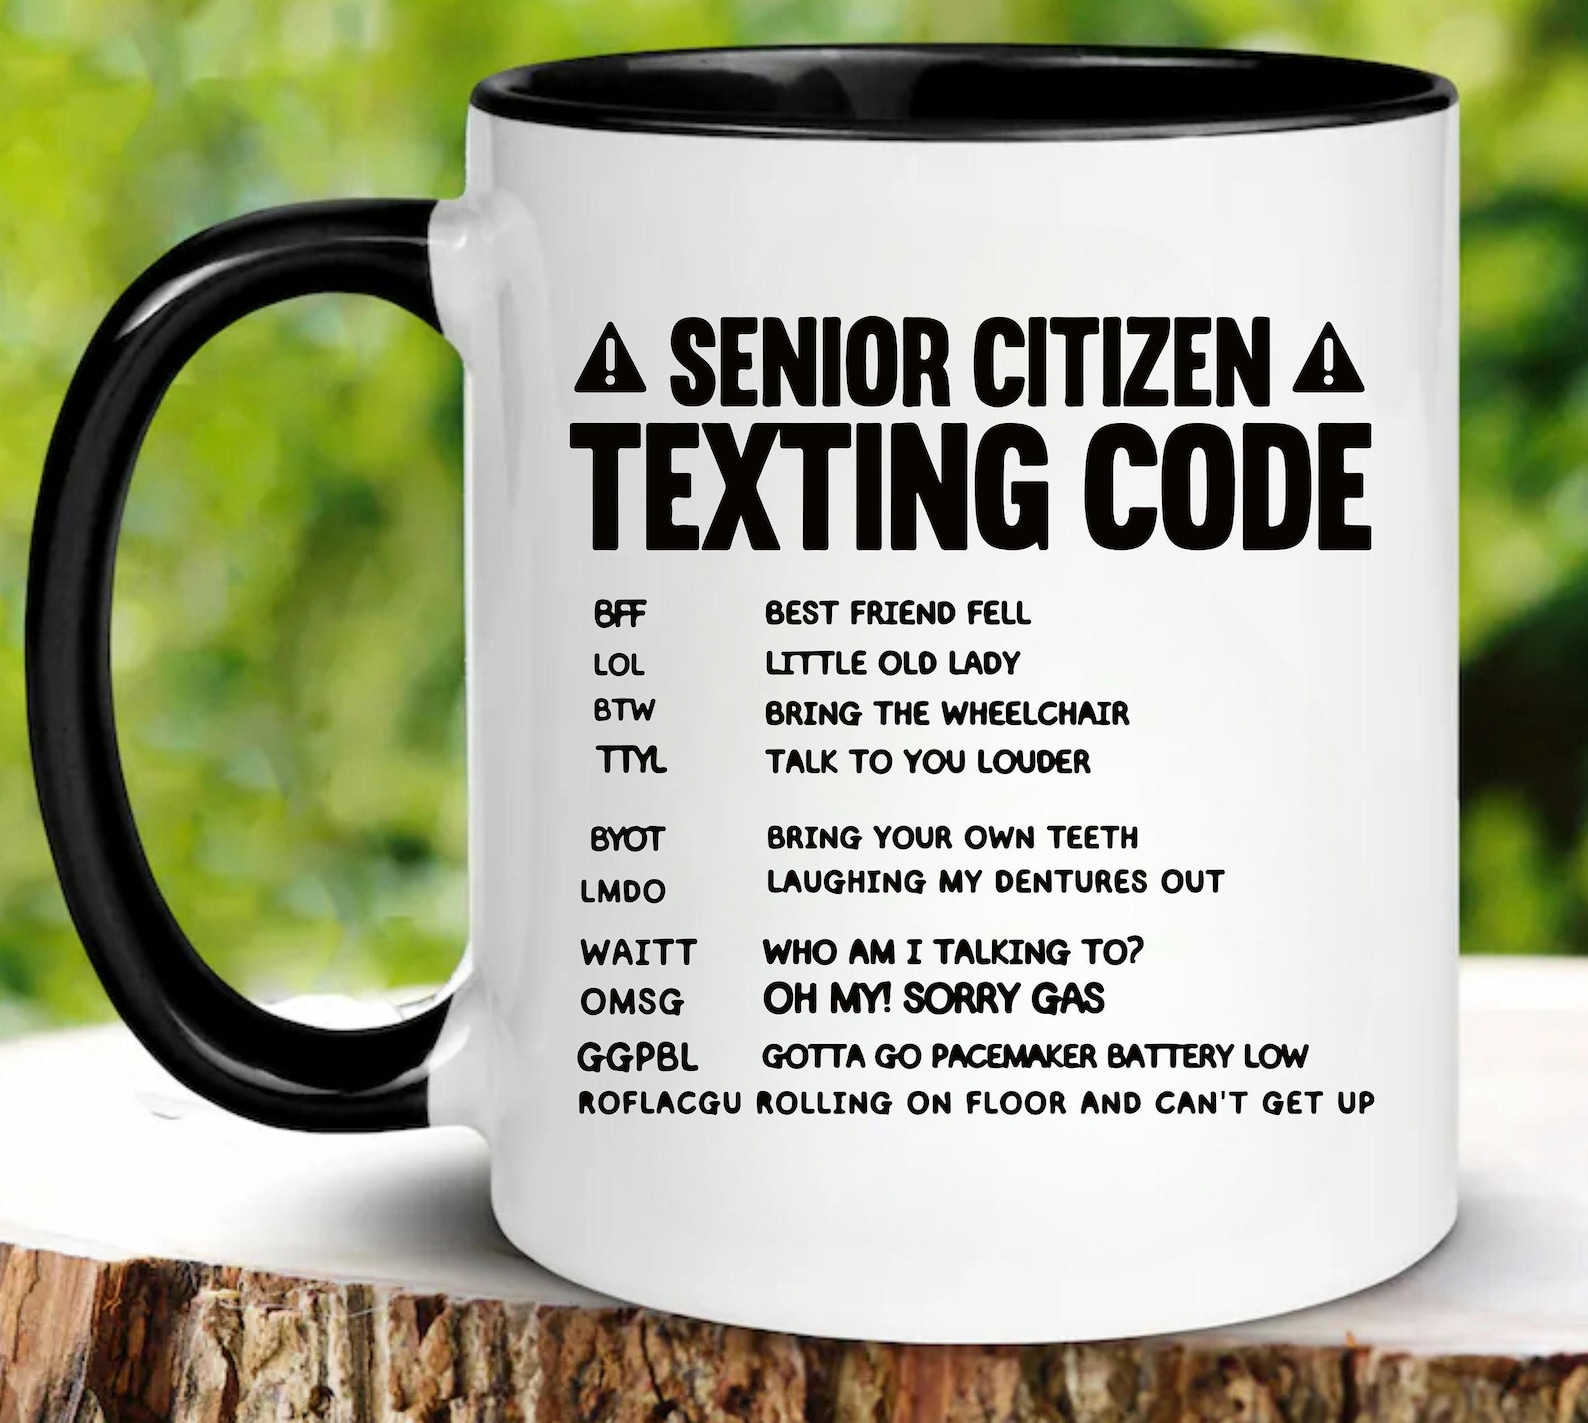 SENIOR CITIZEN
TEXTING CODE
BFF BEST FRIEND FELL
LOL LITTLE OLD LADY
BTW BRING THE WHEELCHAIR
TTYL TALK TO YOU LOUDER
BYOT BRING YOUR OWN TEETH
LMDO LAUGHING MY DENTURES OUT
WAITT WHO AM I TALKING TO?
OMSG OH MY! SORRY GAS
GGPBL GOTTA GO PACEMAKER BATTERY LOW
ROFLACGU ROLLING ON FLOOR AND CAN'T GET UP